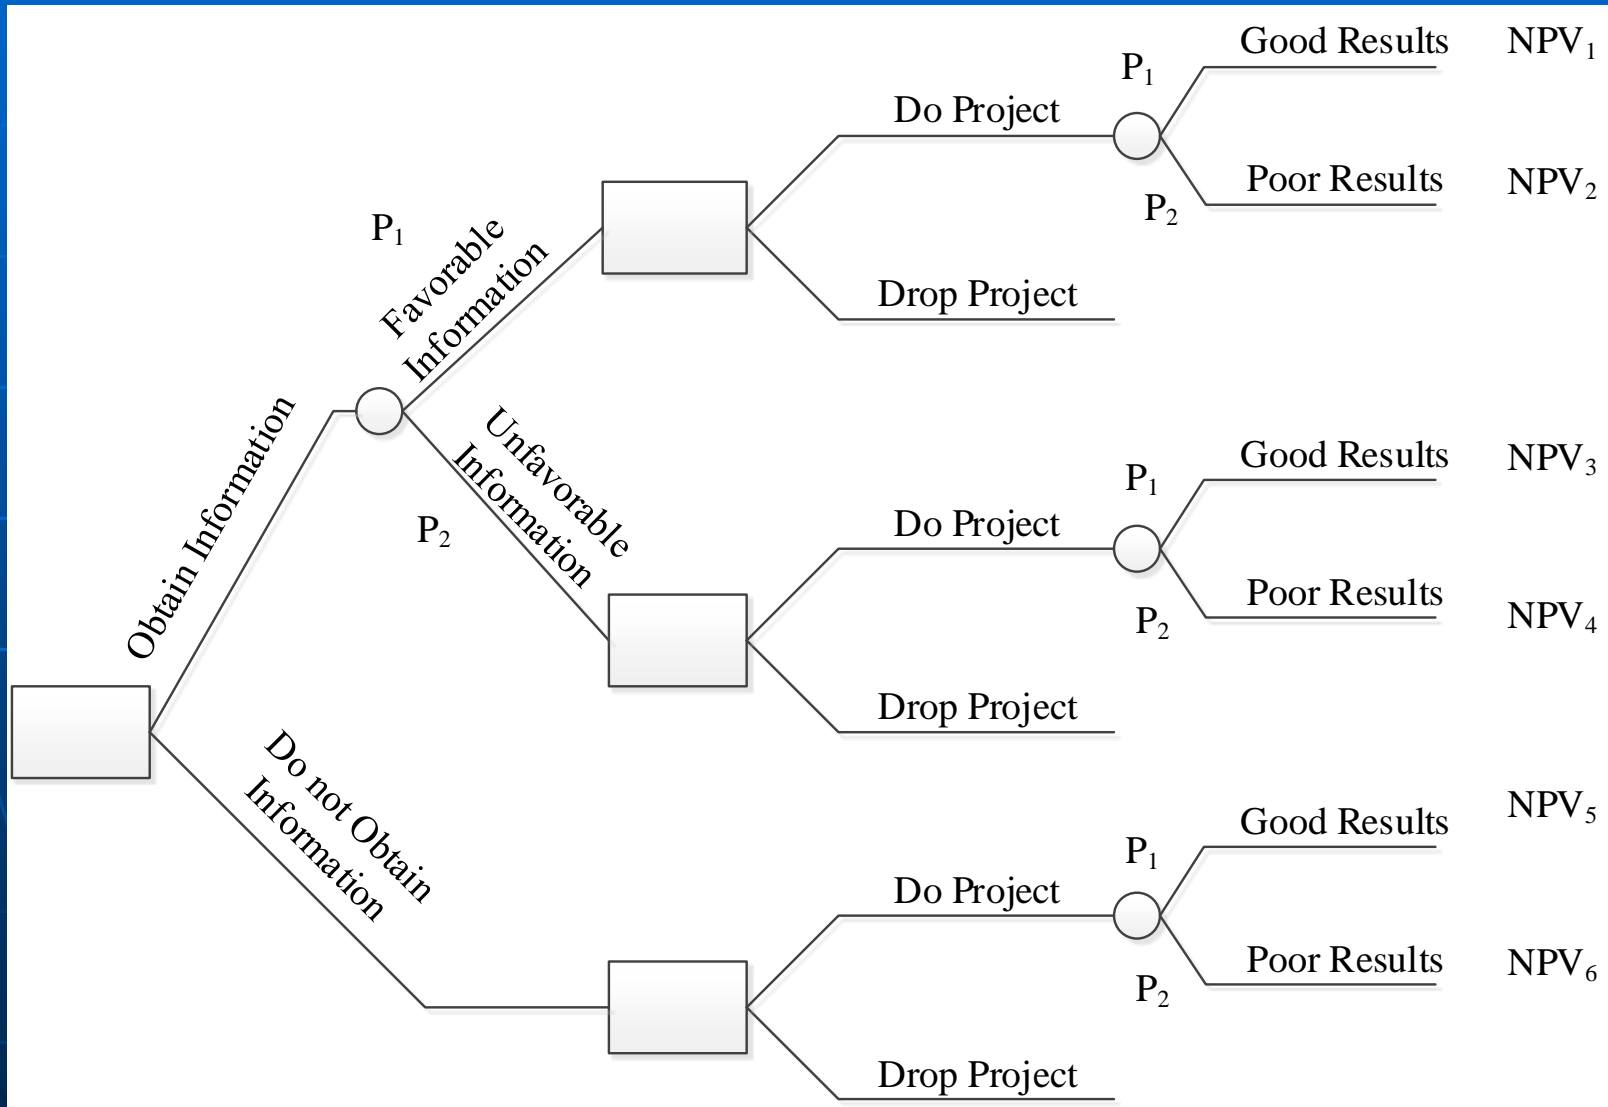 Good Results NPV₁
P₁
Do Project
Poor Results NPV₂
P₂
P₁
Favorable
Information
Drop Project
Obtain Information
Unfavorable
Information
P₂
Good Results NPV₃
P₁
Do Project
Poor Results NPV₄
P₂
Drop Project
Do not Obtain
Information
Good Results NPV₅
P₁
Do Project
Poor Results NPV₆
P₂
Drop Project